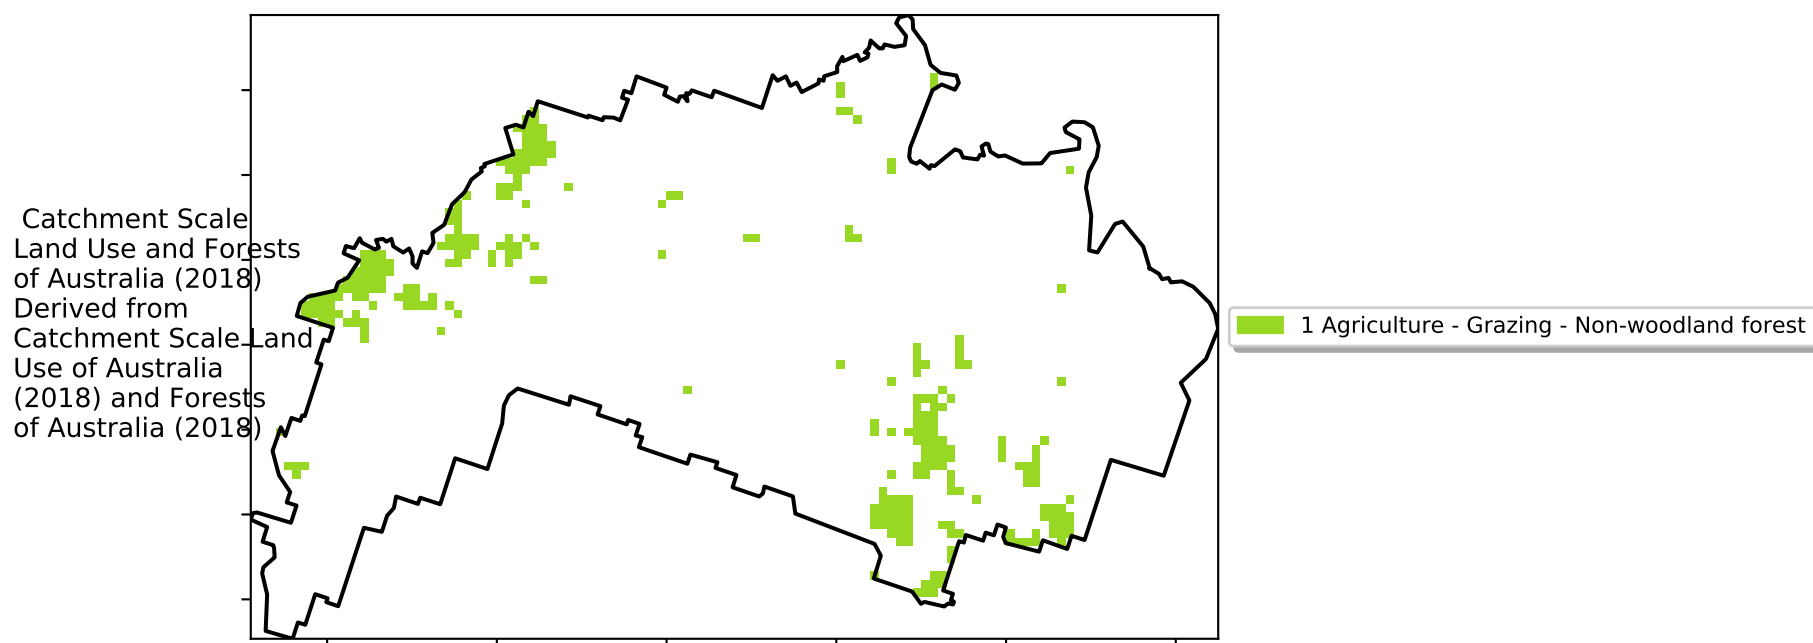 Catchment Scale
Land Use and Forests
of Australia (2018)
Derived from
Catchment Scale Land
Use of Australia
(2018) and Forests
of Australia (2018)
1 Agriculture - Grazing - Non-woodland forest